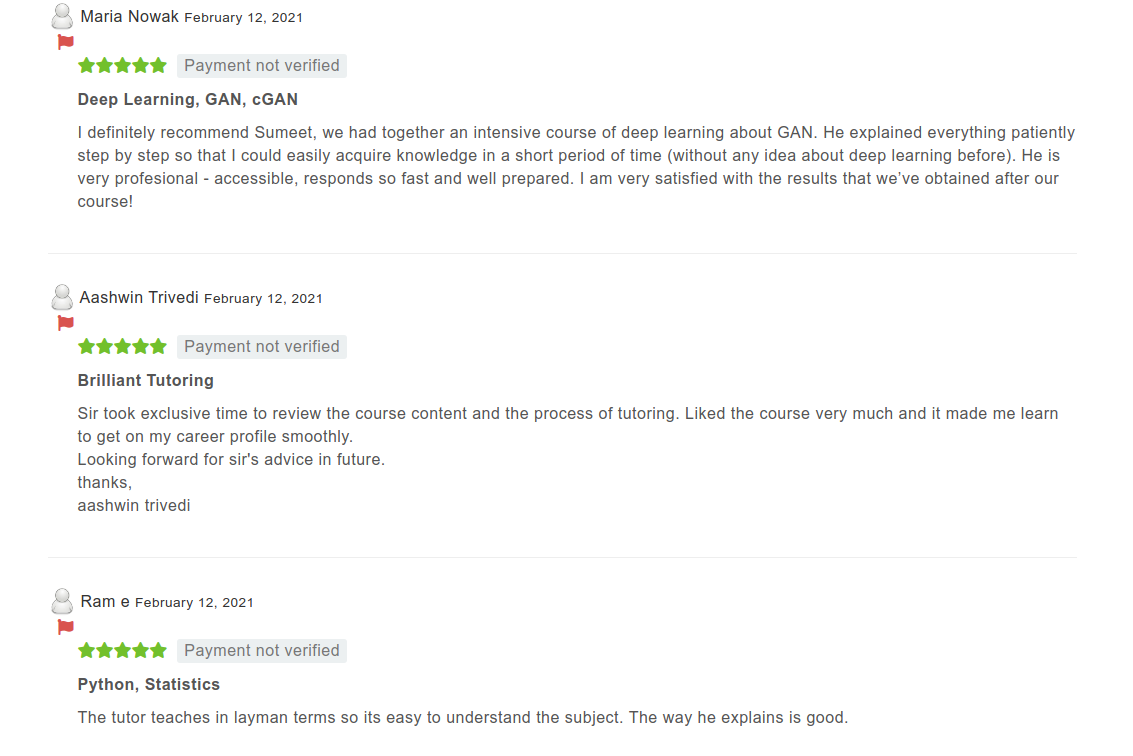 Maria Nowak February 12, 2021
Payment not verified
Deep Learning, GAN, cGAN
I definitely recommend Sumeet, we had together an intensive course of deep learning about GAN. He explained everything patiently
step by step so that I could easily acquire knowledge in a short period of time (without any idea about deep learning before). He is
very profesional - accessible, responds so fast and well prepared. I am very satisfied with the results that we’ve obtained after our
course!
Aashwin Trivedi February 12, 2021
Payment not verified
Brilliant Tutoring
Sir took exclusive time to review the course content and the process of tutoring. Liked the course very much and it made me learn
to get on my career profile smoothly.
Looking forward for sir's advice in future.
thanks,
aashwin trivedi
Ram e February 12, 2021
Payment not verified
Python, Statistics
The tutor teaches in layman terms so its easy to understand the subject. The way he explains is good.